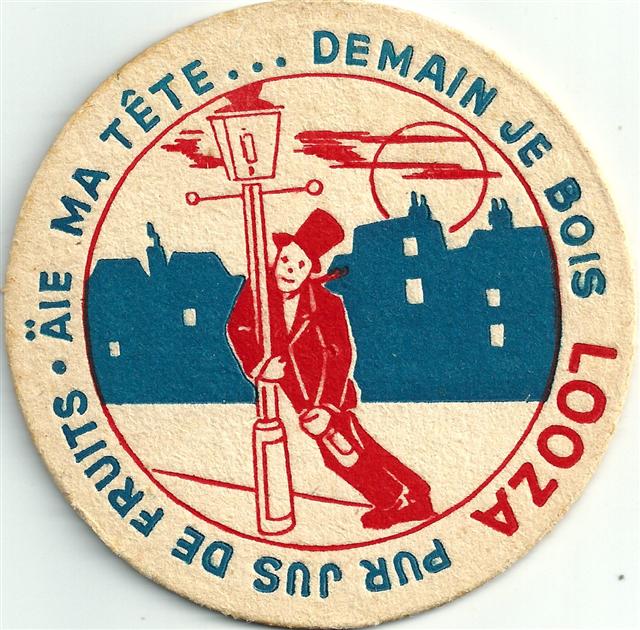 ÄIE MA TÊTE... DEMAIN JE BOIS
LOOZA
PUR JUS DE FRUITS •